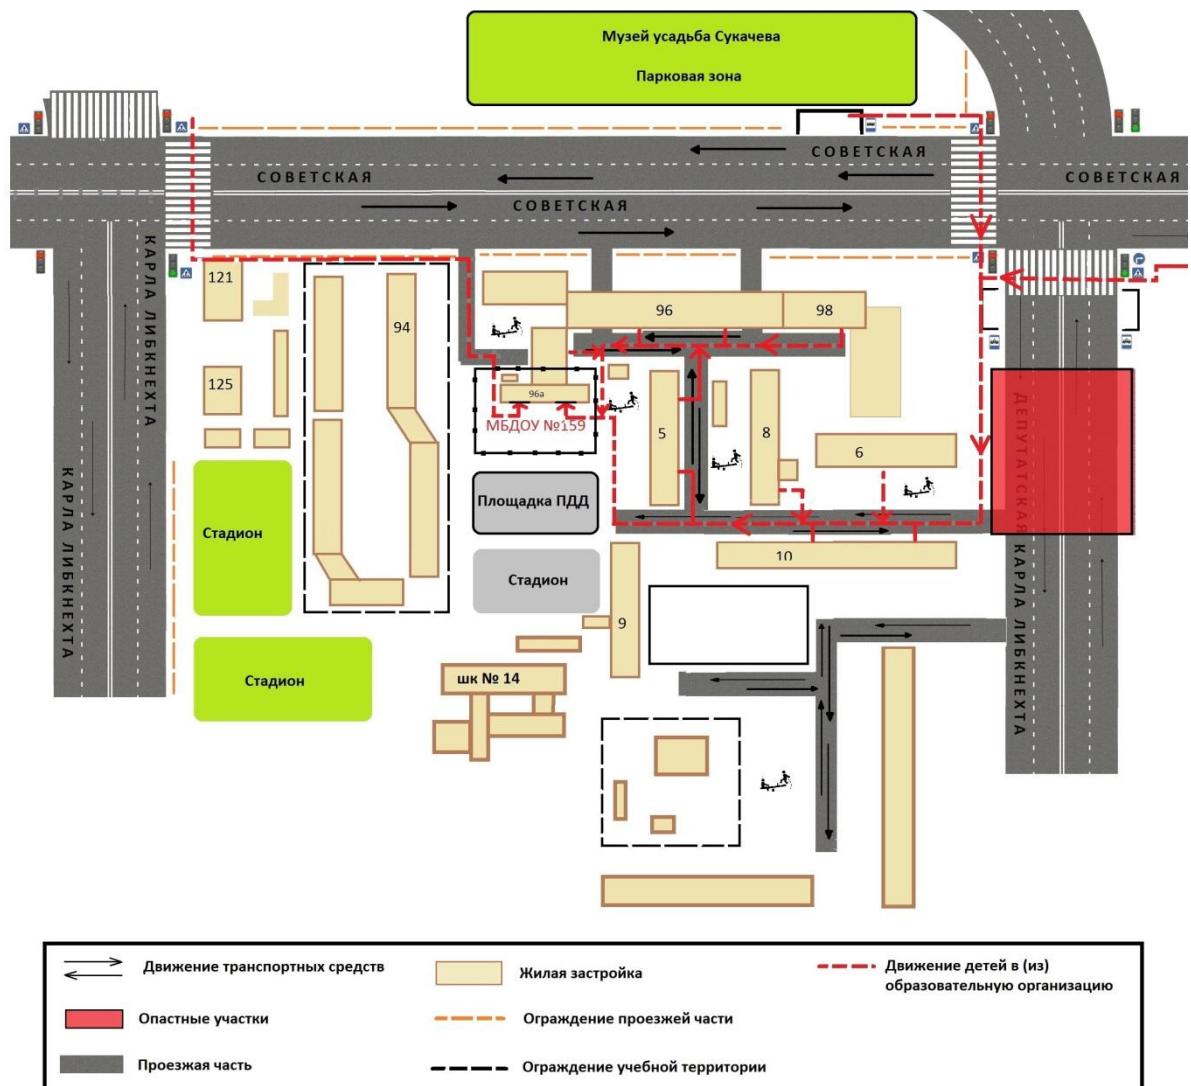 Музей усадьба Сукачева
Парковая зона
СОВЕТСКАЯ
СОВЕТСКАЯ
СОВЕТСКАЯ
СОВЕТСКАЯ
КАРЛА ЛИБКНЕХТА
КАРЛА ЛИБКНЕХТА
121
94
96
98
125
96а
МБДОУ №159
5
8
6
ДЕПУТАТСКАЯ
КАРЛА ЛИБКНЕХТА
Площадка ПДД
Стадион
Стадион
10
9
Стадион
шк № 14
Движение транспортных средств
Жилая застройка
Движение детей в (из)
образовательную организацию
Опастные участки
Ограждение проезжей части
Проезжая часть
Ограждение учебной территории